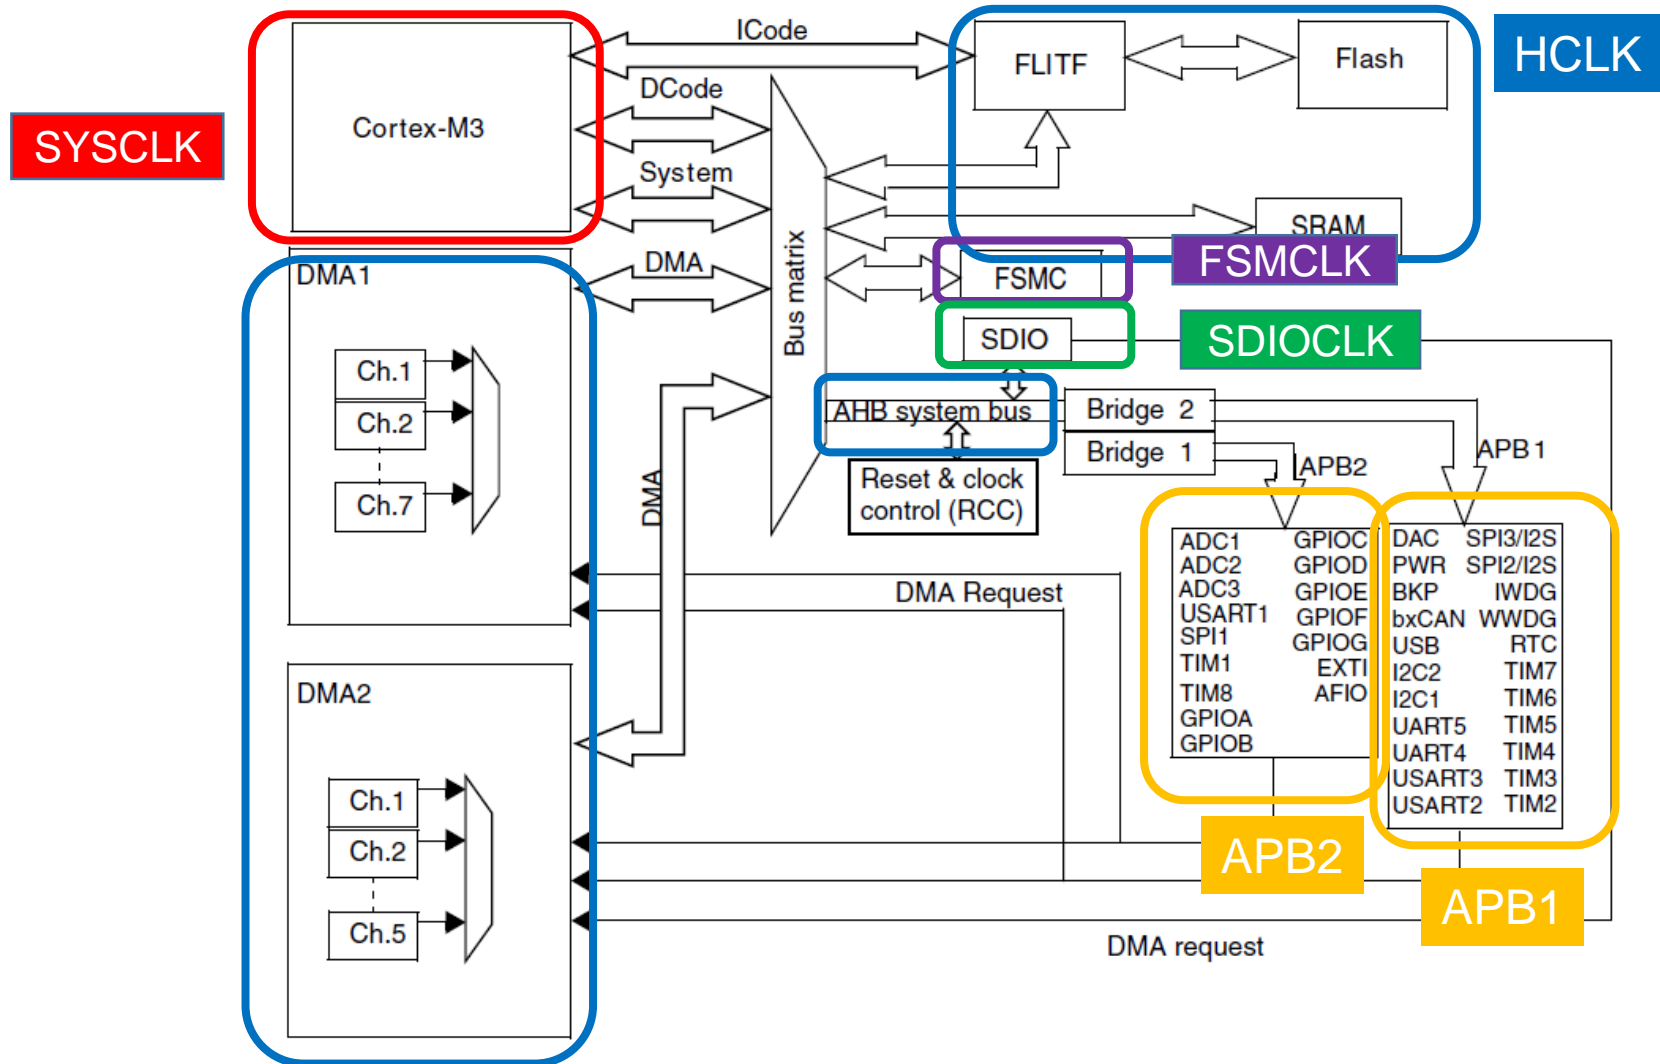 ICode
FLITF
Flash
HCLK
DCode
Cortex-M3
SYSCLK
System
SRAM
FSMCLK
DMA1
DMA
Bus matrix
FSMC
SDIO
SDIOCLK
Ch.1
Ch.2
Ch.7
AHB system bus
Bridge 2
Bridge 1
APB2
APB1
Reset & clock
control (RCC)
DMA
ADC1 GPIOC
ADC2 GPIOD
ADC3 GPIOE
USART1 GPIOF
SPI1 GPIOG
TIM1 EXTI
TIM8 AFIO
GPIOA
GPIOB
DAC SPI3/I2S
PWR SPI2/I2S
BKP IWDG
bxCAN WWDG
USB RTC
I2C2 TIM7
I2C1 TIM6
UART5 TIM5
UART4 TIM4
USART3 TIM3
USART2 TIM2
DMA Request
DMA2
Ch.1
Ch.2
Ch.5
APB2
APB1
DMA request